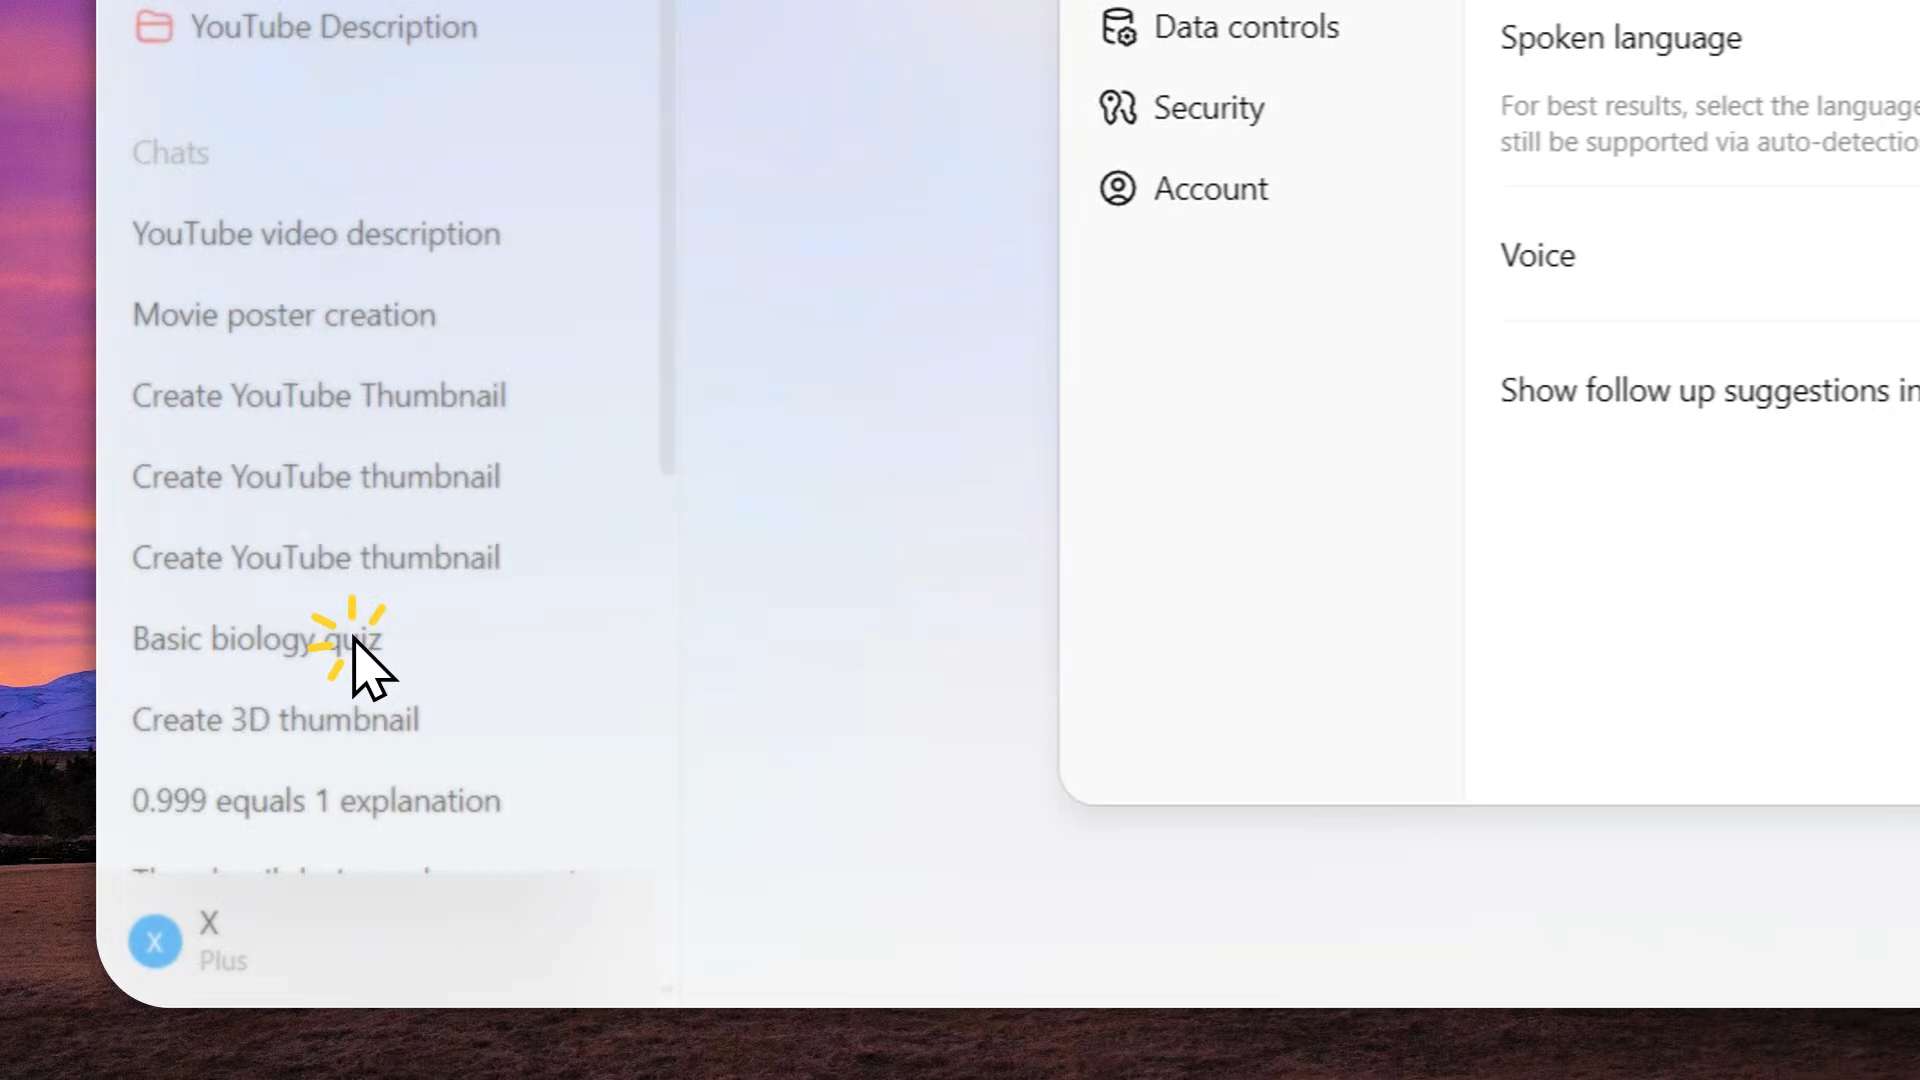 YouTube Description
Chats
YouTube video description
Movie poster creation
Create YouTube Thumbnail
Create YouTube thumbnail
Create YouTube thumbnail
Basic biology quiz
Create 3D thumbnail
0.999 equals 1 explanation
X
X
Plus
Data controls
Security
Account
Spoken language
For best results, select the language
still be supported via auto-detectio
Voice
Show follow up suggestions in